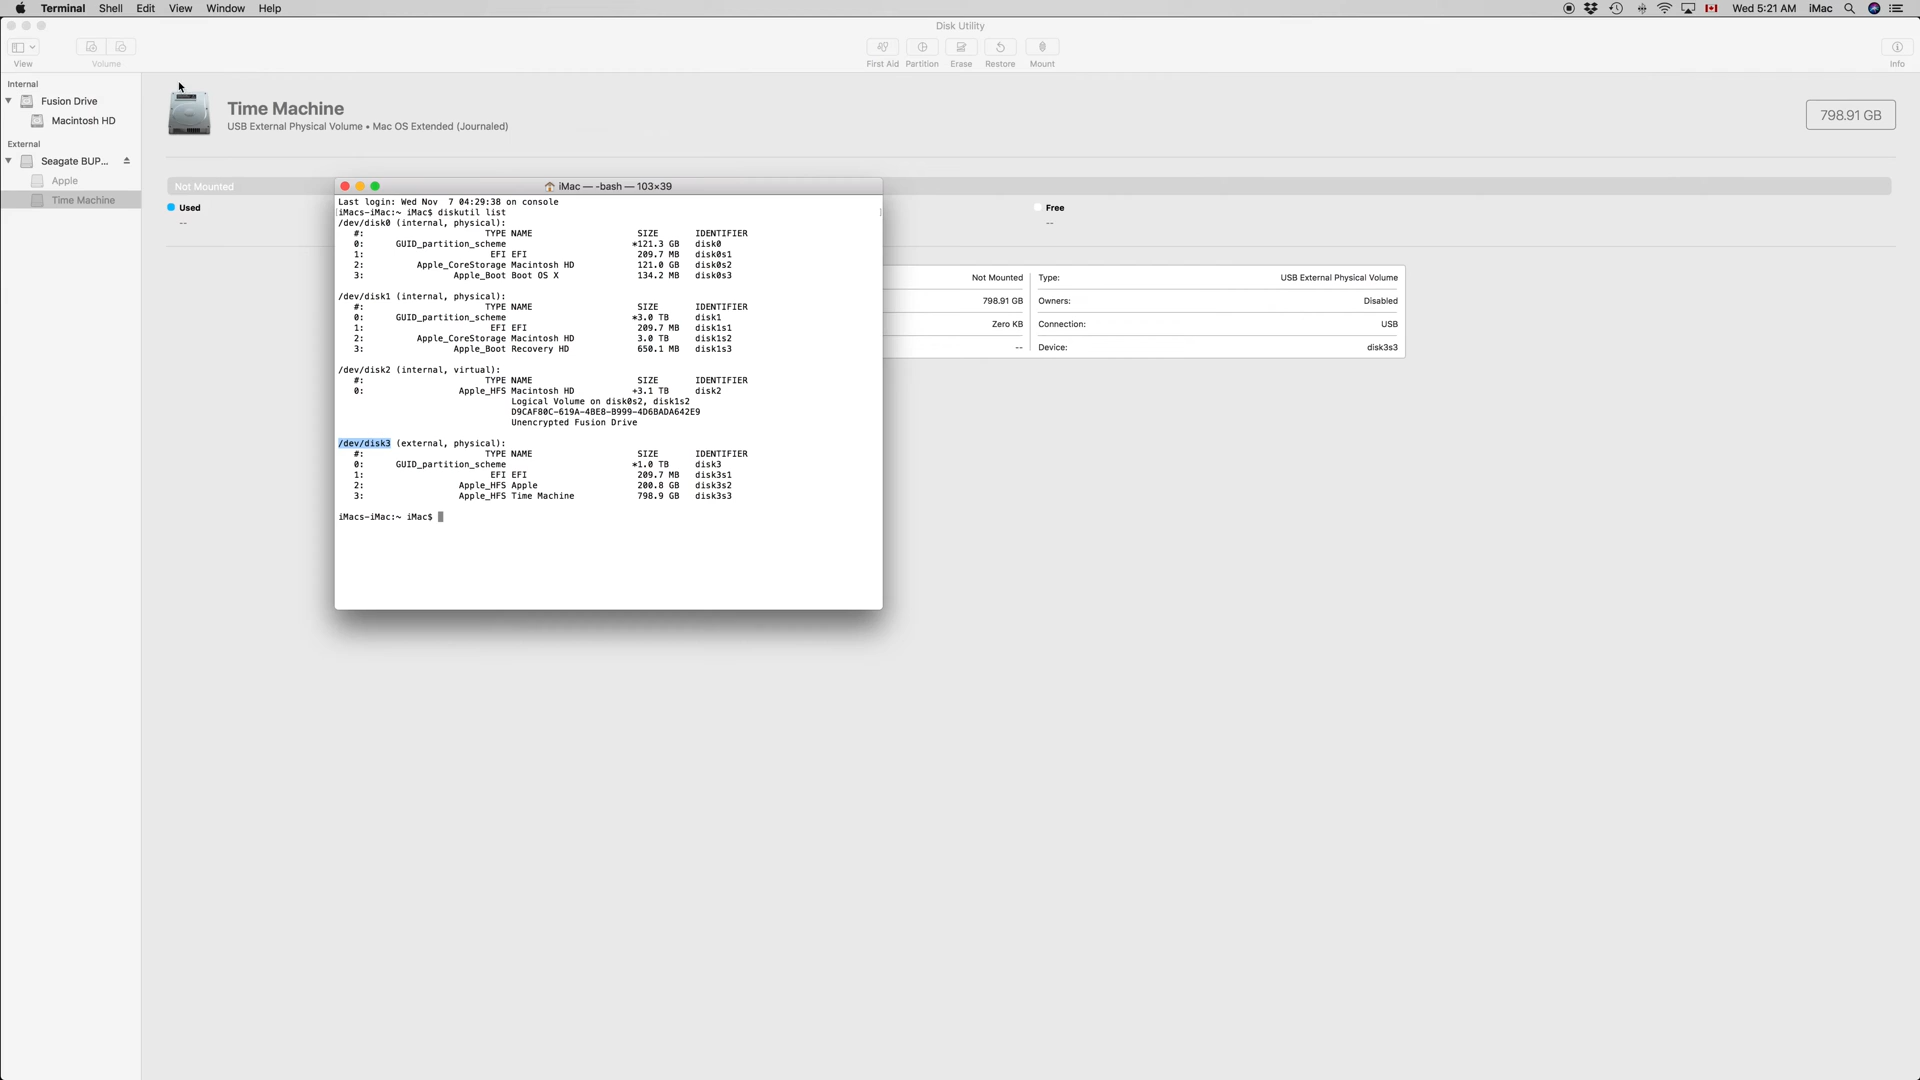 Terminal Shell Edit View Window Help
Wed 5:21 AM iMac
Disk Utility
View Volume First Aid Partition Erase Restore Mount Info
Internal
Fusion Drive
Macintosh HD
External
Seagate BUP...
Apple
Time Machine
Time Machine
USB External Physical Volume • Mac OS Extended (Journaled)
798.91 GB
Not Mounted
Used
--
Free
--
Not Mounted Type: USB External Physical Volume
798.91 GB Owners: Disabled
Zero KB Connection: USB
-- Device: disk3s3
iMac — -bash — 103×39
Last login: Wed Nov  7 04:29:38 on console
[iMacs-iMac:~ iMac$ diskutil list ]
/dev/disk0 (internal, physical):
#: TYPE NAME SIZE IDENTIFIER
0: GUID_partition_scheme *121.3 GB disk0
1: EFI EFI 209.7 MB disk0s1
2: Apple_CoreStorage Macintosh HD 121.0 GB disk0s2
3: Apple_Boot Boot OS X 134.2 MB disk0s3
/dev/disk1 (internal, physical):
#: TYPE NAME SIZE IDENTIFIER
0: GUID_partition_scheme *3.0 TB disk1
1: EFI EFI 209.7 MB disk1s1
2: Apple_CoreStorage Macintosh HD 3.0 TB disk1s2
3: Apple_Boot Recovery HD 650.1 MB disk1s3
/dev/disk2 (internal, virtual):
#: TYPE NAME SIZE IDENTIFIER
0: Apple_HFS Macintosh HD +3.1 TB disk2
Logical Volume on disk0s2, disk1s2
D9CAF80C-619A-4BE8-B999-4D6BADA642E9
Unencrypted Fusion Drive
/dev/disk3 (external, physical):
#: TYPE NAME SIZE IDENTIFIER
0: GUID_partition_scheme *1.0 TB disk3
1: EFI EFI 209.7 MB disk3s1
2: Apple_HFS Apple 200.8 GB disk3s2
3: Apple_HFS Time Machine 798.9 GB disk3s3
iMacs-iMac:~ iMac$